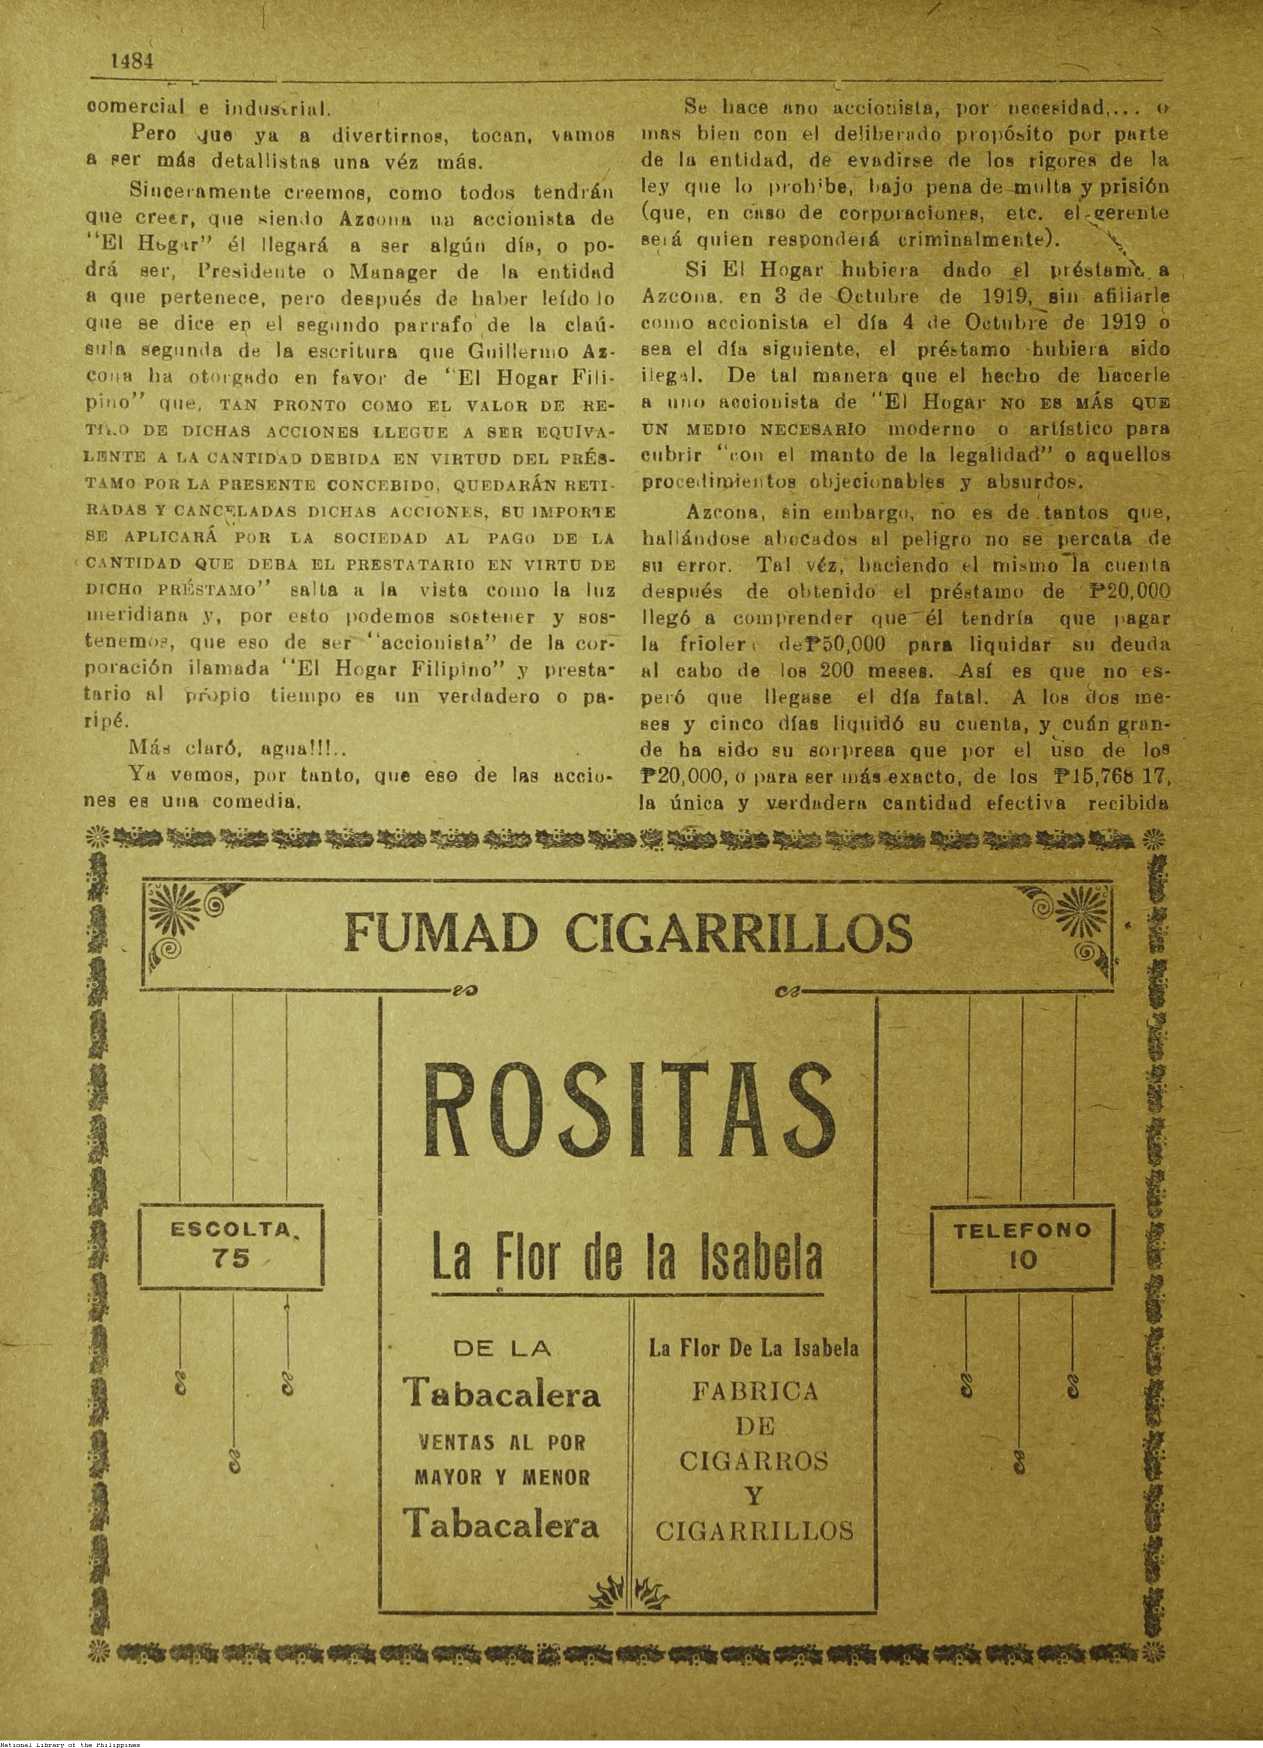 1484
comercial e industrial.
Pero que ya a divertirnos, tocan, vamos
a ser más detallistas una véz más.
Sinceramente creemos, como todos tendrán
que creer, que siendo Azcona un accionista de
"El Hogar" él llegará a ser algún día, o po-
drá ser, Presidente o Manager de la entidad
a que pertenece, pero después de haber leído lo
que se dice en el segundo parrafo de la claú-
sula segunda de la escritura que Guillermo Az-
cona ha otorgado en favor de "El Hogar Fili-
pino" que, TAN PRONTO COMO EL VALOR DE RE-
TIRO DE DICHAS ACCIONES LLEGUE A SER EQUIVA-
LENTE A LA CANTIDAD DEBIDA EN VIRTUD DEL PRÉS-
TAMO POR LA PRESENTE CONCEBIDO, QUEDARÁN RETI-
RADAS Y CANCELADAS DICHAS ACCIONES, SU IMPORTE
SE APLICARÁ POR LA SOCIEDAD AL PAGO DE LA
CANTIDAD QUE DEBA EL PRESTATARIO EN VIRTU DE
DICHO PRÉSTAMO" salta a la vista como la luz
meridiana y, por esto podemos sostener y sos-
tenemos, que eso de ser "accionista" de la cor-
poración llamada "El Hogar Filipino" y presta-
tario al própio tiempo es un verdadero o pa-
ripé.
Más claró, agua!!!..
Ya vemos, por tanto, que eso de las accio-
nes es una comedia.
Se hace uno accionista, por necesidad,... o
mas bien con el deliberado propósito por parte
de la entidad, de evadirse de los rigores de la
ley que lo prohibe, bajo pena de multa y prisión
(que, en caso de corporaciones, etc. el gerente
será quien responderá criminalmente).
Si El Hogar hubiera dado el préstamo a
Azcona, en 3 de Octubre de 1919, sin afiliarle
como accionista el día 4 de Octubre de 1919 o
sea el día siguiente, el préstamo hubiera sido
ilegal. De tal manera que el hecho de hacerle
a uno accionista de "El Hogar NO ES MÁS QUE
UN MEDIO NECESARIO moderno o artístico para
cubrir "con el manto de la legalidad" o aquellos
procedimientos objecionables y absurdos.
Azcona, sin embargo, no es de tantos que,
hallándose abocados al peligro no se percata de
su error. Tal véz, haciendo el mismo la cuenta
después de obtenido el préstamo de ₱20,000
llegó a comprender que él tendría que pagar
la friolera de ₱50,000 para liquidar su deuda
al cabo de los 200 meses. Así es que no es-
peró que llegase el día fatal. A los dos me-
ses y cinco días liquidó su cuenta, y cuán gran-
de ha sido su sorpresa que por el uso de los
₱20,000, o para ser más exacto, de los ₱15,768 17,
la única y verdadera cantidad efectiva recibida
FUMAD CIGARRILLOS
ROSITAS
La Flor de la Isabela
ESCOLTA,
75
TELEFONO
10
DE LA
Tabacalera
VENTAS AL POR
MAYOR Y MENOR
Tabacalera
La Flor De La Isabela
FABRICA
DE
CIGARROS
Y
CIGARRILLOS
National Library of the Philippines